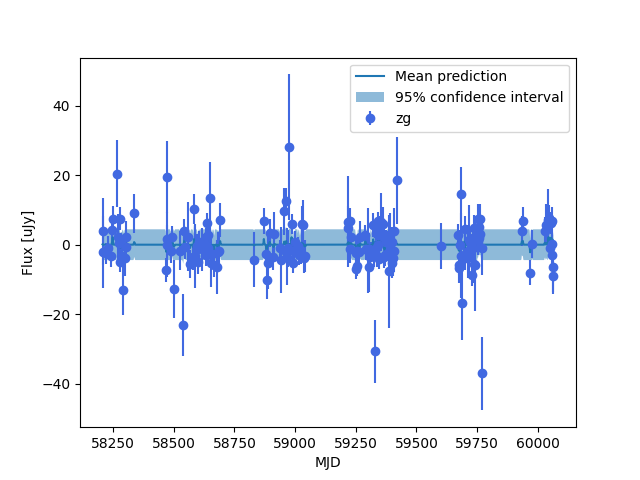 Mean prediction
95% confidence interval
zg
Flux [uJy]
40
20
0
−20
−40
58250 58500 58750 59000 59250 59500 59750 60000
MJD